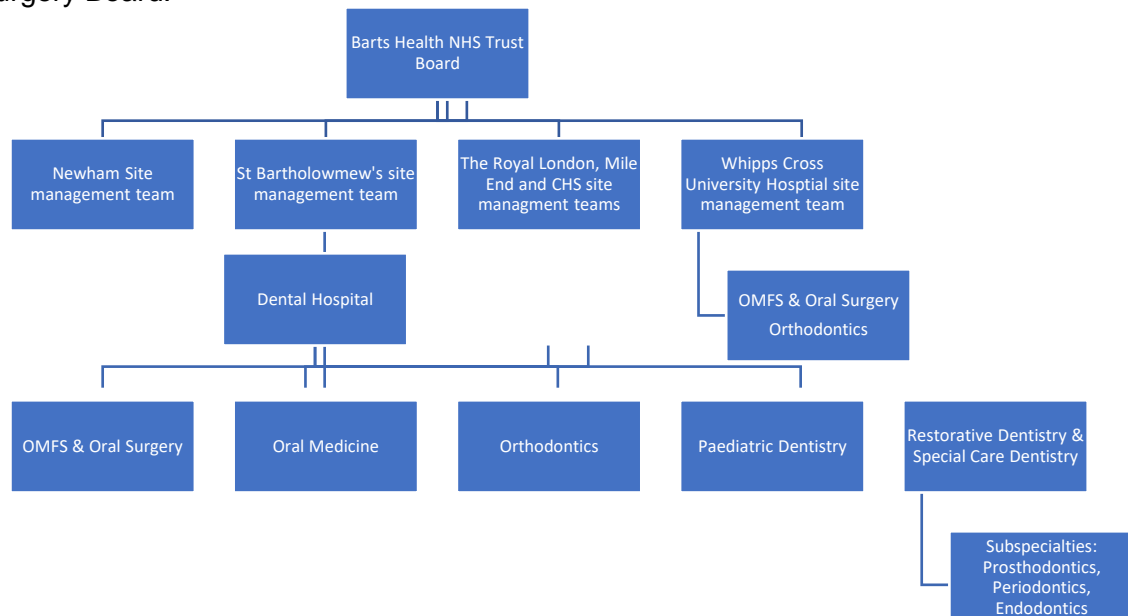 urgery Board.
Barts Health NHS Trust
Board
Newham Site
management team
St Bartholowmew's site
management team
The Royal London, Mile
End and CHS site
managment teams
Whipps Cross
University Hosptial site
management team
Dental Hospital
OMFS & Oral Surgery
Orthodontics
OMFS & Oral Surgery
Oral Medicine
Orthodontics
Paediatric Dentistry
Restorative Dentistry &
Special Care Dentistry
Subspecialties:
Prosthodontics,
Periodontics,
Endodontics